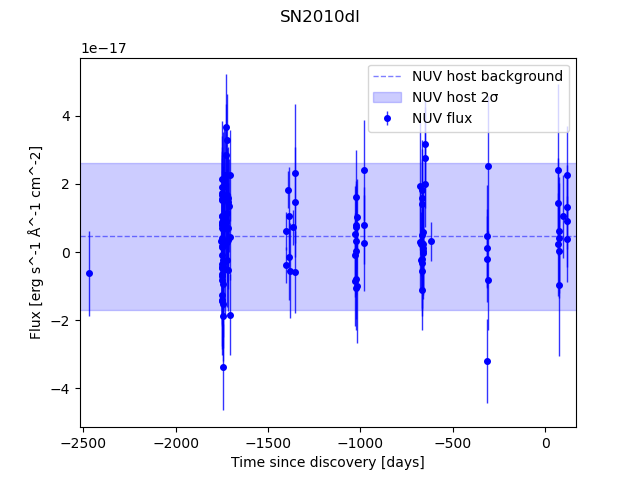 SN2010dl
1e−17
NUV host background
NUV host 2σ
NUV flux
Flux [erg s^-1 Å^-1 cm^-2]
4
2
0
−2
−4
−2500 −2000 −1500 −1000 −500 0
Time since discovery [days]